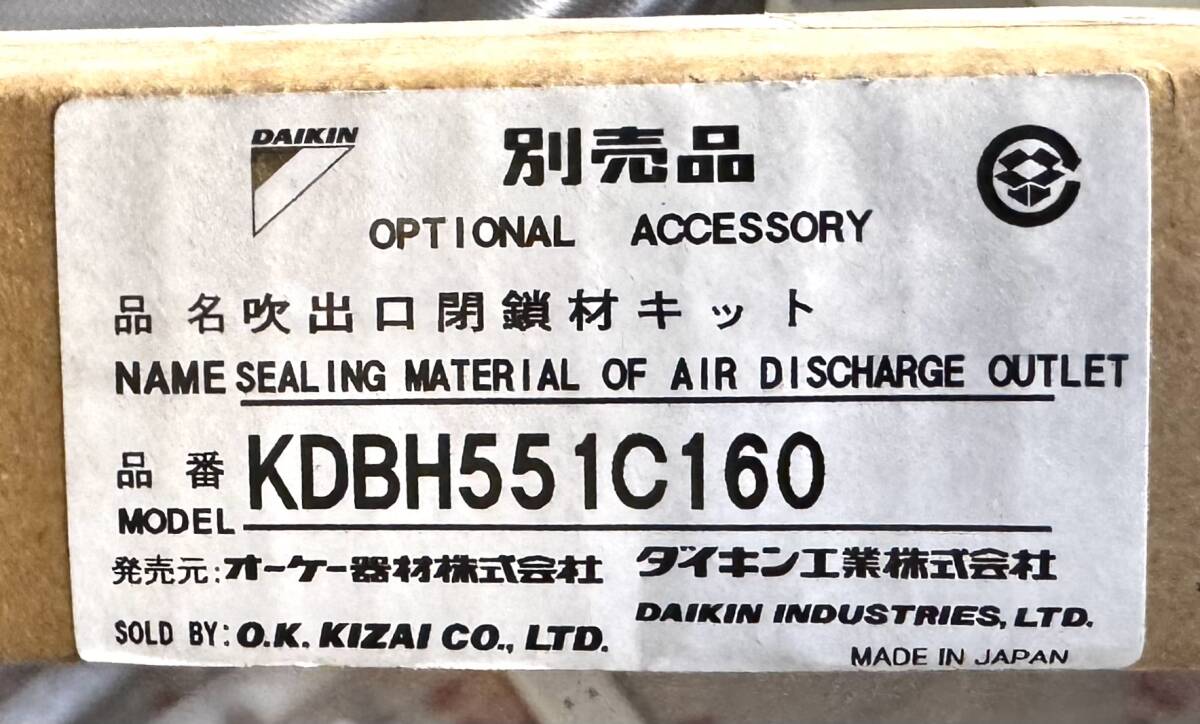 DAIKIN
別売品
OPTIONAL ACCESSORY
品名 吹出口閉鎖材キット
NAME SEALING MATERIAL OF AIR DISCHARGE OUTLET
品番 KDBH551C160
MODEL
発売元:オーケー器材株式会社 ダイキン工業株式会社
SOLD BY: O.K. KIZAI CO., LTD. DAIKIN INDUSTRIES, LTD.
MADE IN JAPAN